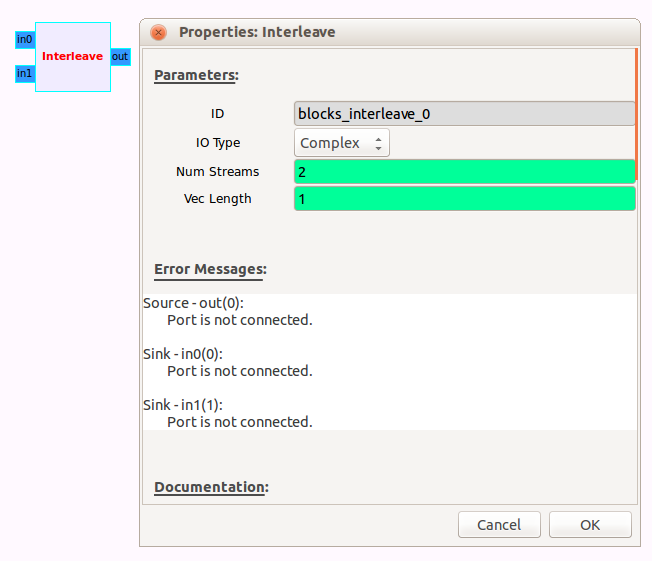 in0
Interleave
out
in1
Properties: Interleave
Parameters:
ID
blocks_interleave_0
IO Type
Complex
Num Streams
2
Vec Length
1
Error Messages:
Source - out(0):
Port is not connected.
Sink - in0(0):
Port is not connected.
Sink - in1(1):
Port is not connected.
Documentation:
Cancel
OK